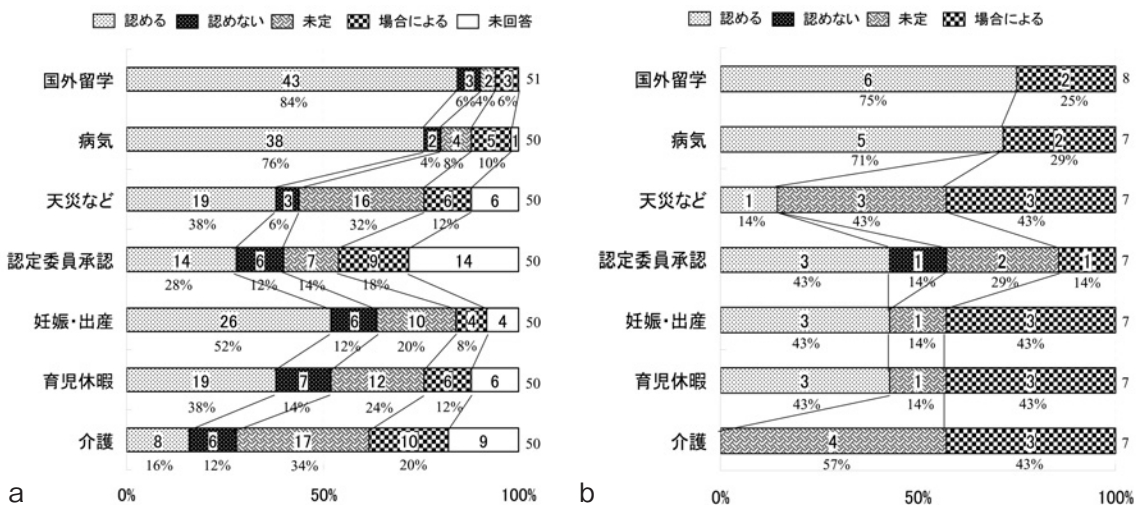 認める 認めない 未定 場合による 未回答
国外留学 43 3 2 3 51
84% 6% 4% 6%
病気 38 2 4 5 1 50
76% 4% 8% 10%
天災など 19 3 16 6 6 50
38% 6% 32% 12%
認定委員承認 14 6 7 9 14 50
28% 12% 14% 18%
妊娠・出産 26 6 10 4 4 50
52% 12% 20% 8%
育児休暇 19 7 12 6 6 50
38% 14% 24% 12%
介護 8 6 17 10 9 50
16% 12% 34% 20%
a 0% 50% 100%
認める 認めない 未定 場合による
国外留学 6 2 8
75% 25%
病気 5 2 7
71% 29%
天災など 1 3 3 7
14% 43% 43%
認定委員承認 3 1 2 1 7
43% 14% 29% 14%
妊娠・出産 3 1 3 7
43% 14% 43%
育児休暇 3 1 3 7
43% 14% 43%
介護 4 3 7
57% 43%
b 0% 50% 100%